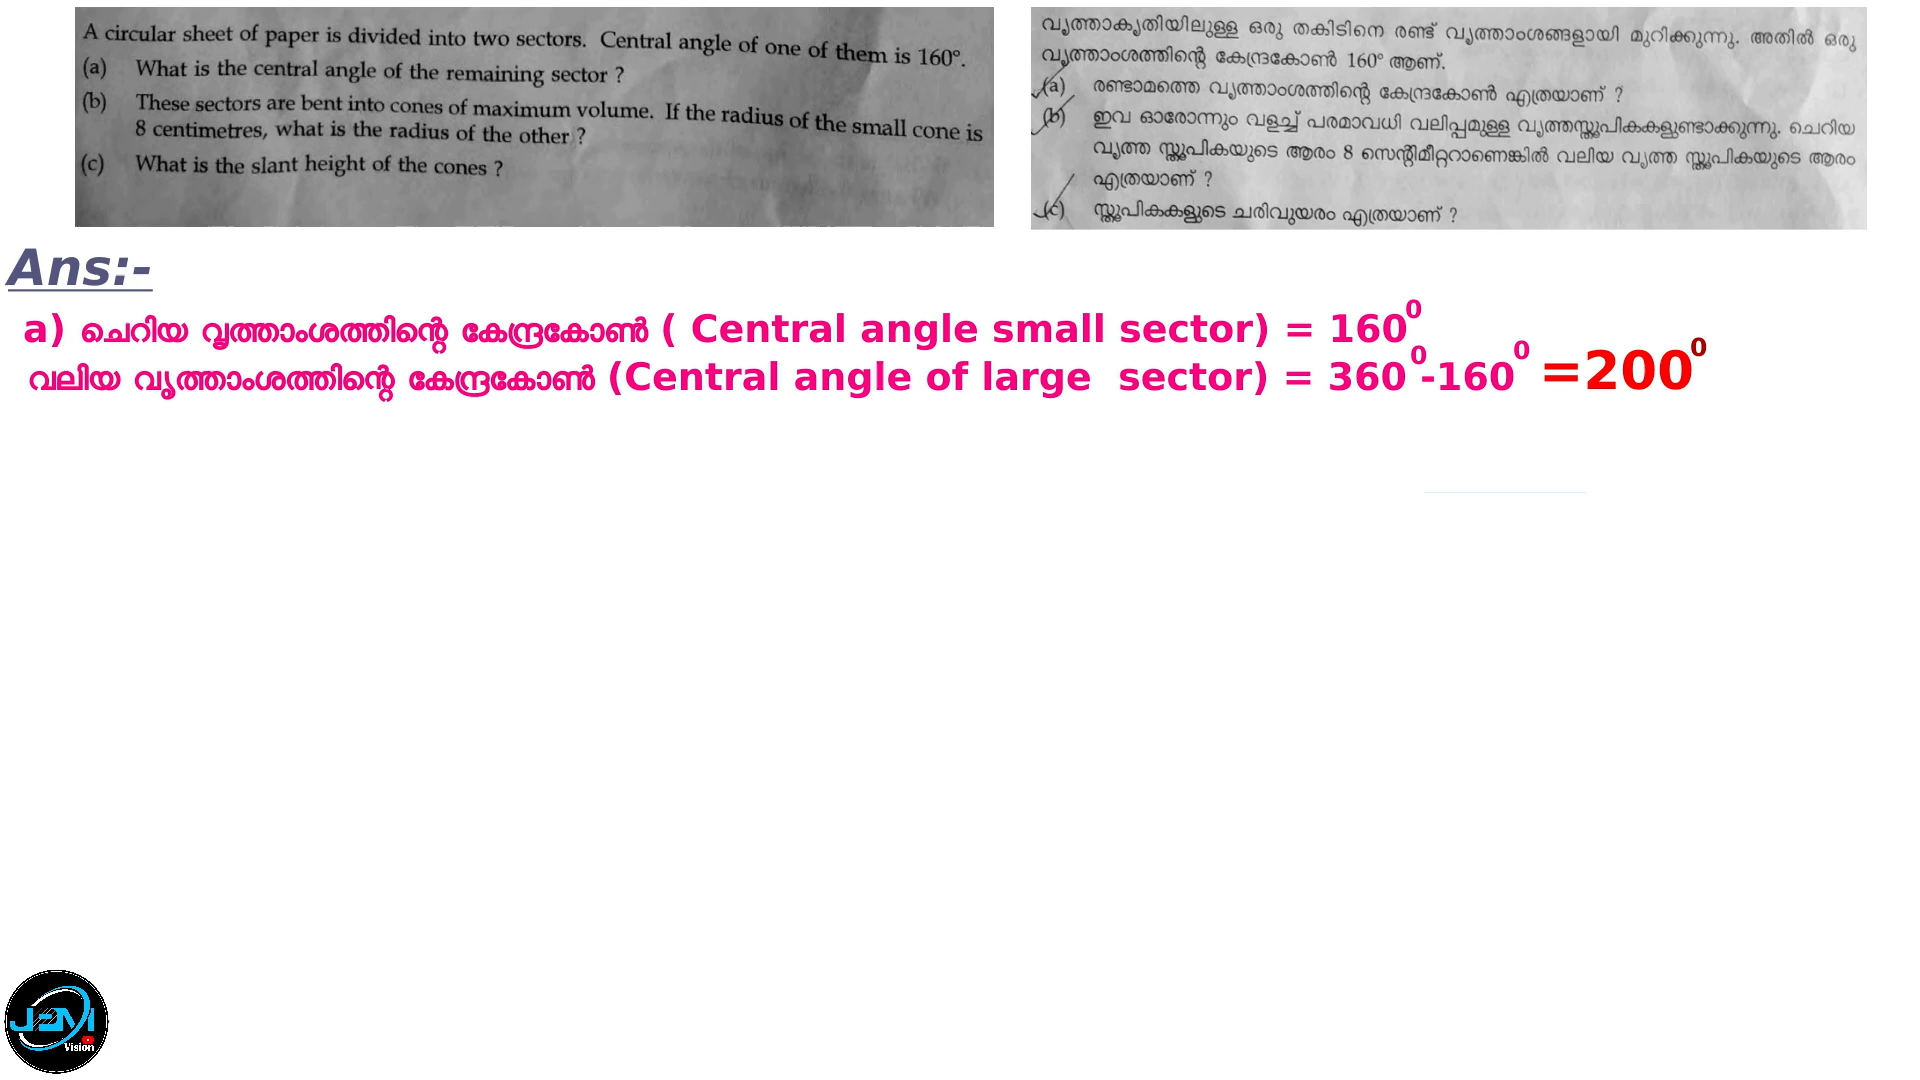 A circular sheet of paper is divided into two sectors. Central angle of one of them is 160°.
(a) What is the central angle of the remaining sector ?
(b) These sectors are bent into cones of maximum volume. If the radius of the small cone is
8 centimetres, what is the radius of the other ?
(c) What is the slant height of the cones ?
വൃത്താകൃതിയിലുള്ള ഒരു തകിടിനെ രണ്ട് വൃത്താംശങ്ങളായി മുറിക്കുന്നു. അതിൽ ഒരു
വൃത്താംശത്തിന്റെ കേന്ദ്രകോൺ 160° ആണ്.
(a) രണ്ടാമത്തെ വൃത്താംശത്തിന്റെ കേന്ദ്രകോൺ എത്രയാണ് ?
(b) ഇവ ഓരോന്നും വളച്ച് പരമാവധി വലിപ്പമുള്ള വൃത്തസ്തൂപികകളുണ്ടാക്കുന്നു. ചെറിയ
വൃത്ത സ്തൂപികയുടെ ആരം 8 സെന്റിമീറ്ററാണെങ്കിൽ വലിയ വൃത്ത സ്തൂപികയുടെ ആരം
എത്രയാണ് ?
(c) സ്തൂപികകളുടെ ചരിവുയരം എത്രയാണ് ?
Ans:-
a) ചെറിയ വൃത്താംശത്തിന്റെ കേന്ദ്രകോൺ ( Central angle small sector) = 160⁰
വലിയ വൃത്താംശത്തിന്റെ കേന്ദ്രകോൺ (Central angle of large sector) = 360⁰-160⁰ =200⁰
JEM
Vision